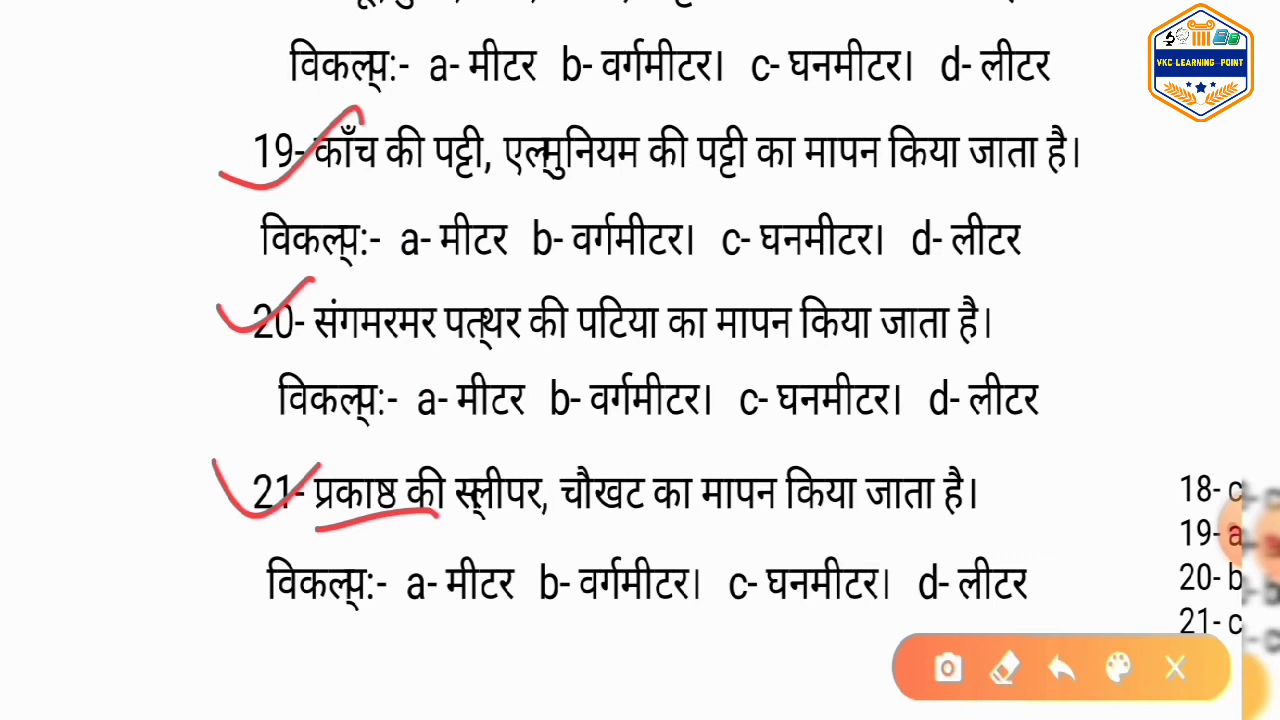 विकल्प:- a- मीटर b- वर्गमीटर। c- घनमीटर। d- लीटर
VKC LEARNING POINT
19- काँच की पट्टी, एल्मुनियम की पट्टी का मापन किया जाता है।
विकल्प:- a- मीटर b- वर्गमीटर। c- घनमीटर। d- लीटर
20- संगमरमर पत्थर की पटिया का मापन किया जाता है।
विकल्प:- a- मीटर b- वर्गमीटर। c- घनमीटर। d- लीटर
21- प्रकाष्ठ की स्लीपर, चौखट का मापन किया जाता है।
विकल्प:- a- मीटर b- वर्गमीटर। c- घनमीटर। d- लीटर
18- c
19- a
20- b
21- c